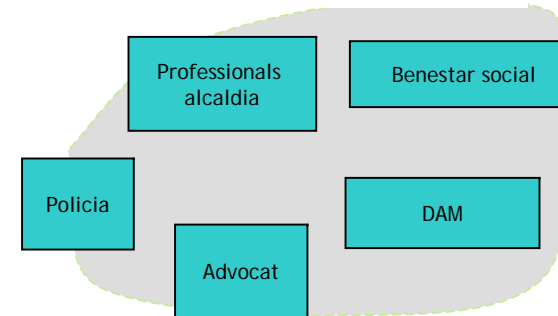 Professionals
alcaldia
Benestar social
Policia
DAM
Advocat